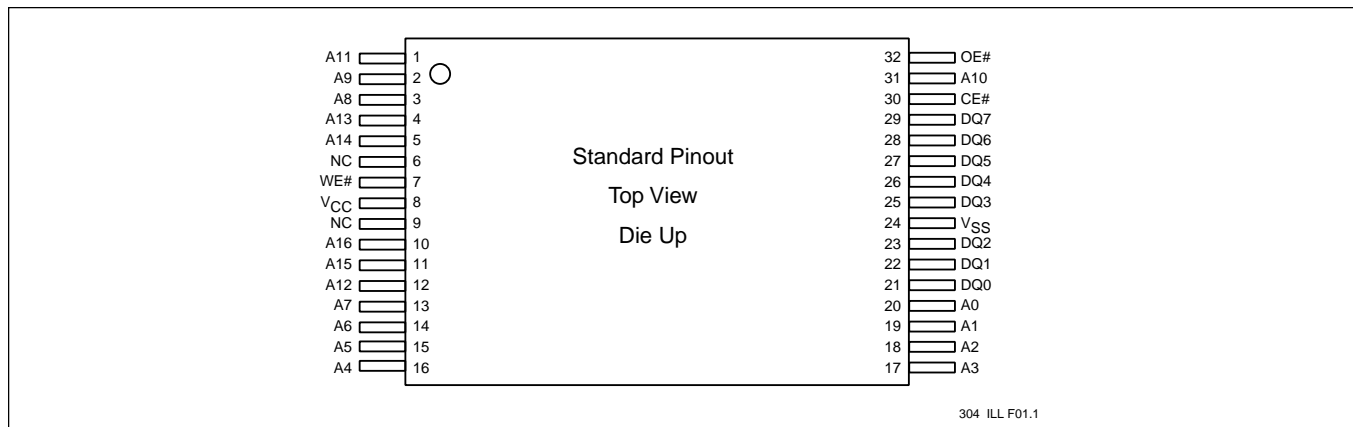 A11 1 32 OE#
A9 2 31 A10
A8 3 30 CE#
A13 4 29 DQ7
A14 5 28 DQ6
NC 6 27 DQ5
WE# 7 26 DQ4
VCC 8 25 DQ3
NC 9 24 VSS
A16 10 23 DQ2
A15 11 22 DQ1
A12 12 21 DQ0
A7 13 20 A0
A6 14 19 A1
A5 15 18 A2
A4 16 17 A3
Standard Pinout
Top View
Die Up
304 ILL F01.1